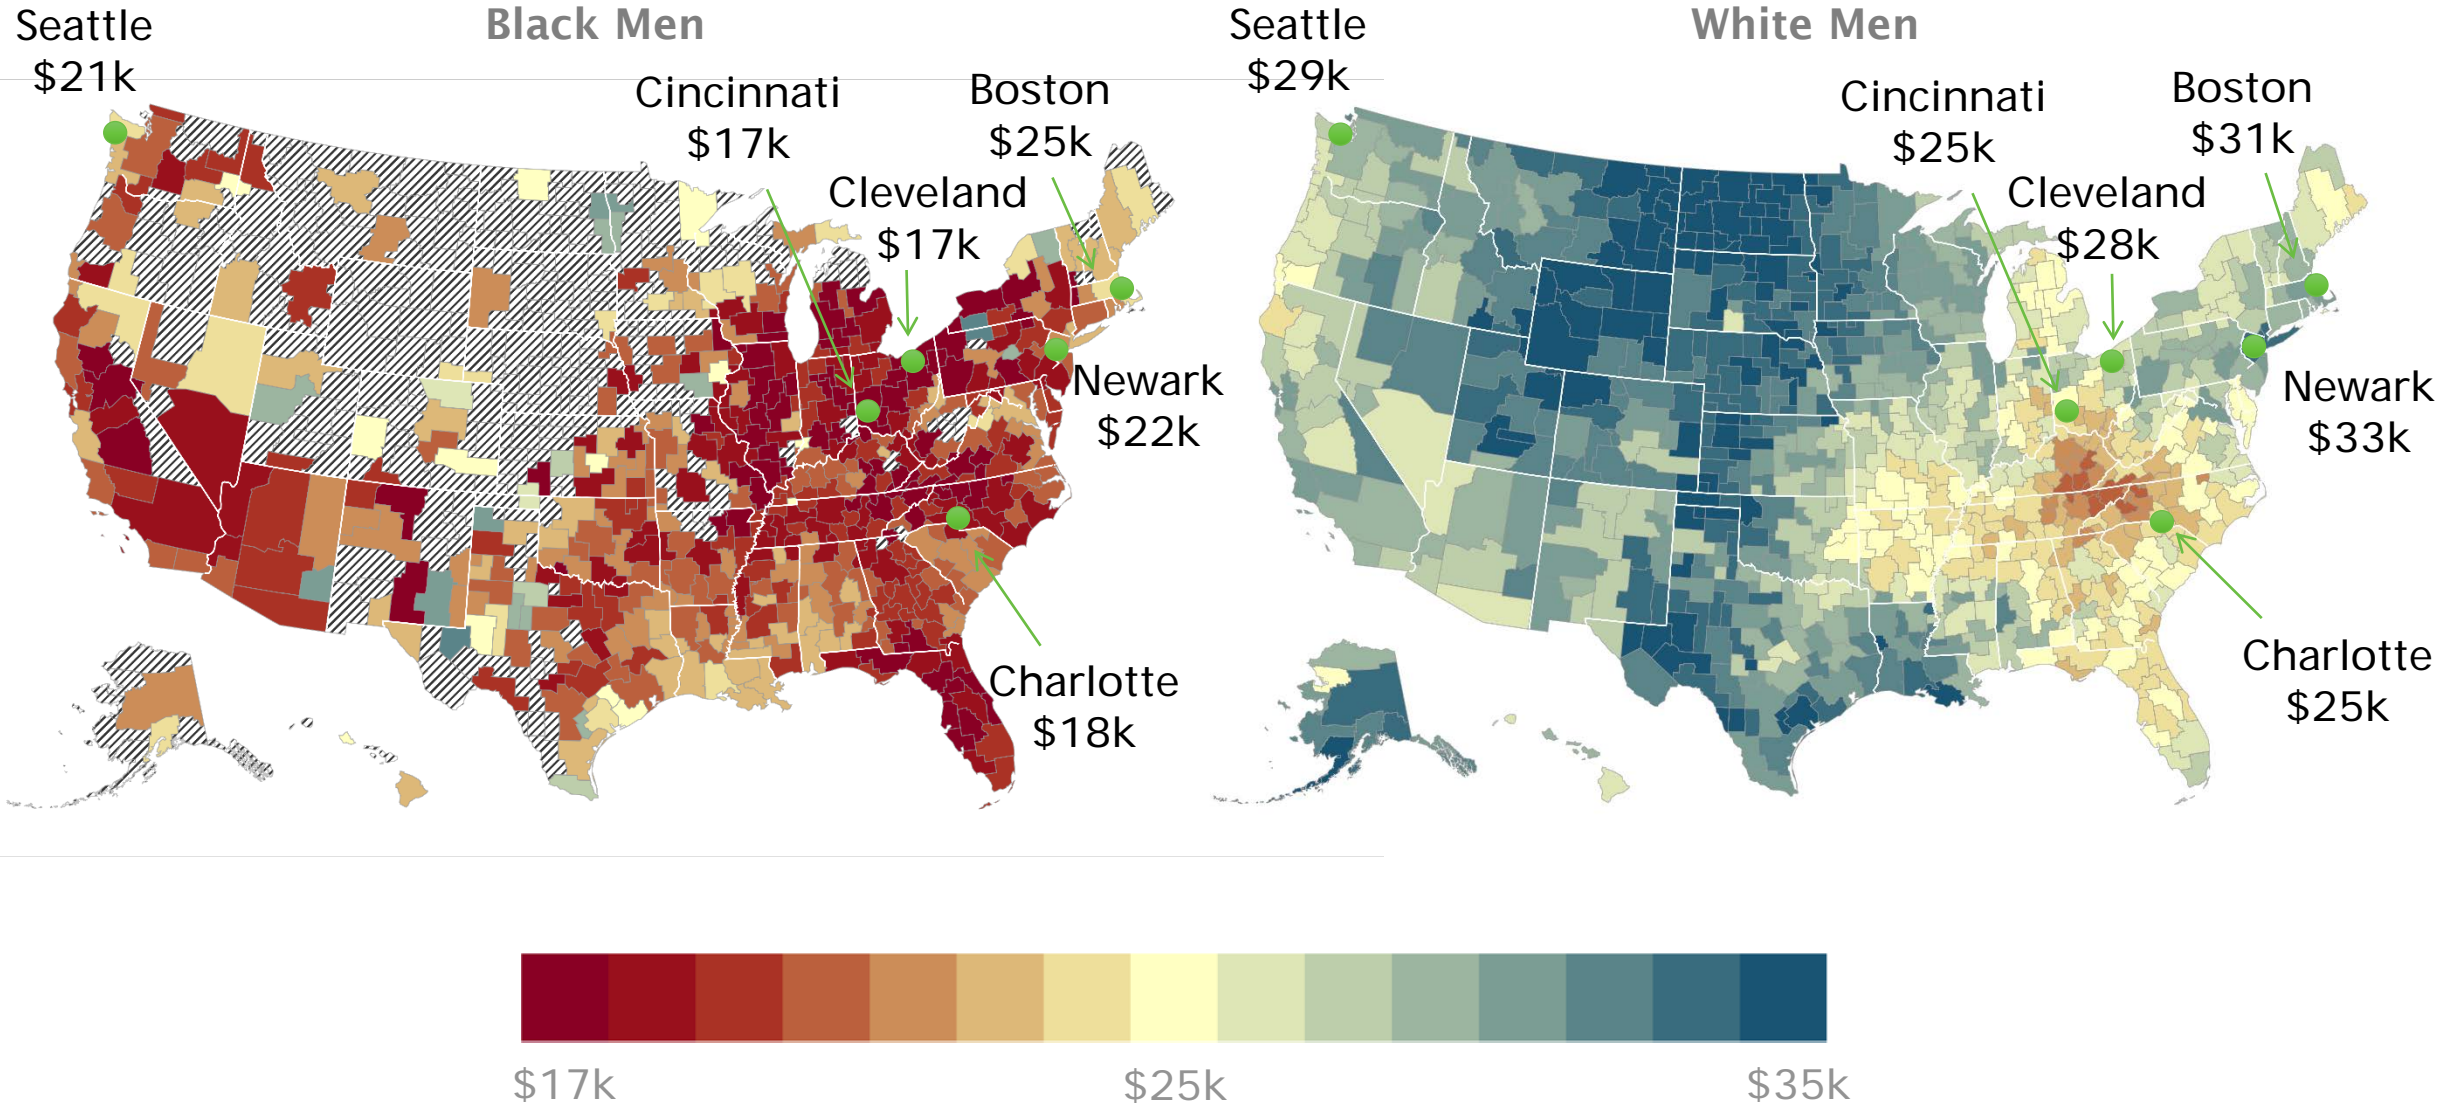 Black Men
Seattle
$21k
Cincinnati
$17k
Boston
$25k
Cleveland
$17k
Newark
$22k
Charlotte
$18k
White Men
Seattle
$29k
Cincinnati
$25k
Boston
$31k
Cleveland
$28k
Newark
$33k
Charlotte
$25k
$17k
$25k
$35k